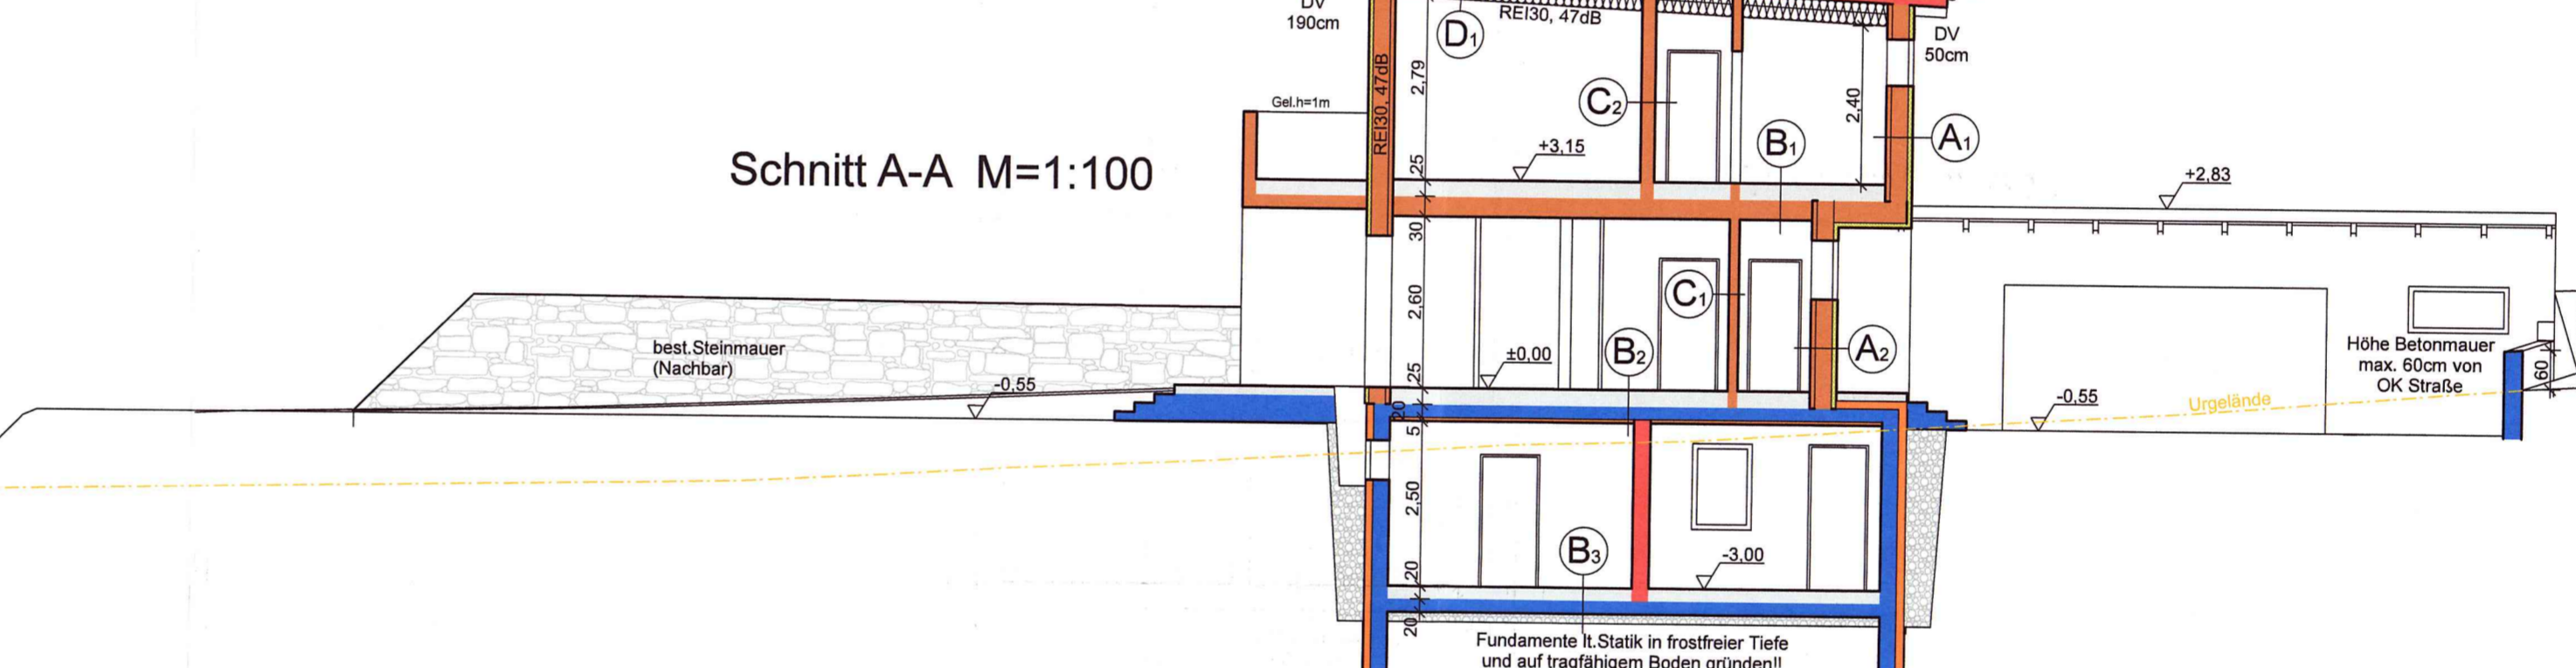 DV
190cm
REI30, 47dB
D1
REI30, 47dB
DV
50cm
2,79
C2
2,40
Gel.h=1m
B1
A1
+3,15
25
Schnitt A-A M=1:100
+2,83
30
C1
2,60
best.Steinmauer
(Nachbar)
±0,00
B2
A2
Höhe Betonmauer
max. 60cm von
OK Straße
60
25
-0,55
-0,55
Urgelände
20
5
2,50
B3
-3,00
20
20
Fundamente lt.Statik in frostfreier Tiefe
und auf tragfähigem Boden gründen!!